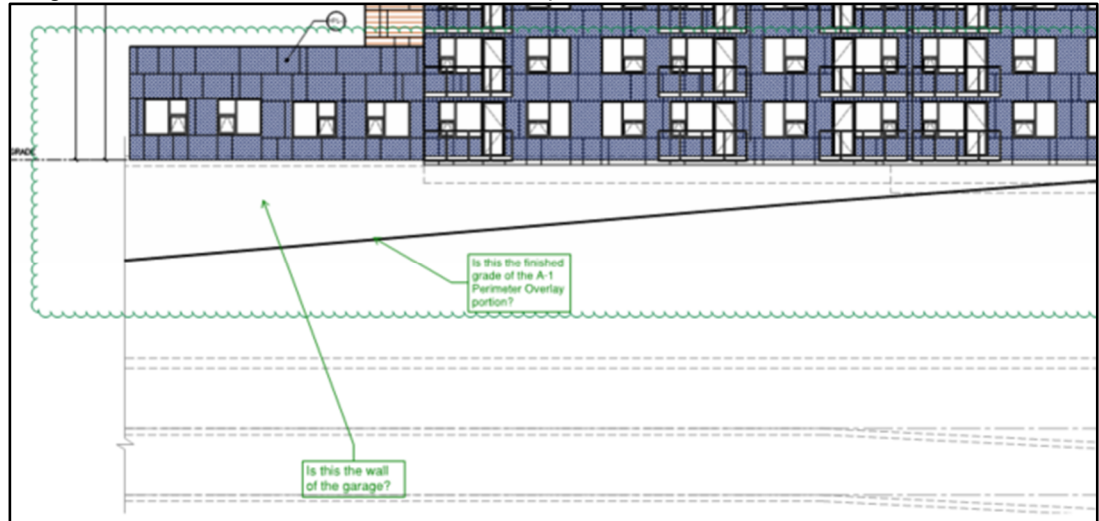 GRADE
Is this the finished
grade of the A-1
Perimeter Overlay
portion?
Is this the wall
of the garage?